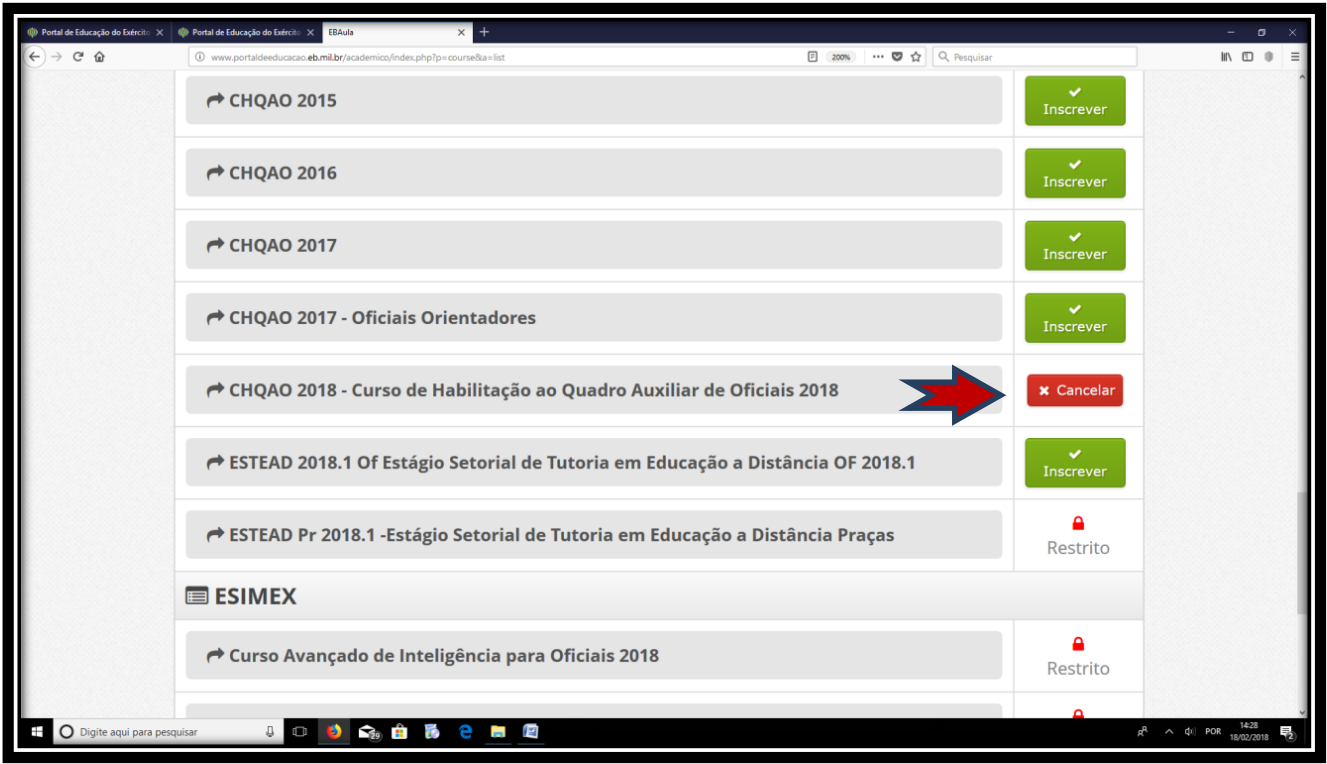 Portal de Educação do Exército
Portal de Educação do Exército
EBAula
www.portaldeeducacao.eb.mil.br/academico/index.php?p=course&a=list
200%
Pesquisar
CHQAO 2015
Inscrever
CHQAO 2016
Inscrever
CHQAO 2017
Inscrever
CHQAO 2017 - Oficiais Orientadores
Inscrever
CHQAO 2018 - Curso de Habilitação ao Quadro Auxiliar de Oficiais 2018
Cancelar
ESTEAD 2018.1 Of Estágio Setorial de Tutoria em Educação a Distância OF 2018.1
Inscrever
ESTEAD Pr 2018.1 -Estágio Setorial de Tutoria em Educação a Distância Praças
Restrito
ESIMEX
Curso Avançado de Inteligência para Oficiais 2018
Restrito
Digite aqui para pesquisar
29
POR
14:28
18/02/2018
2